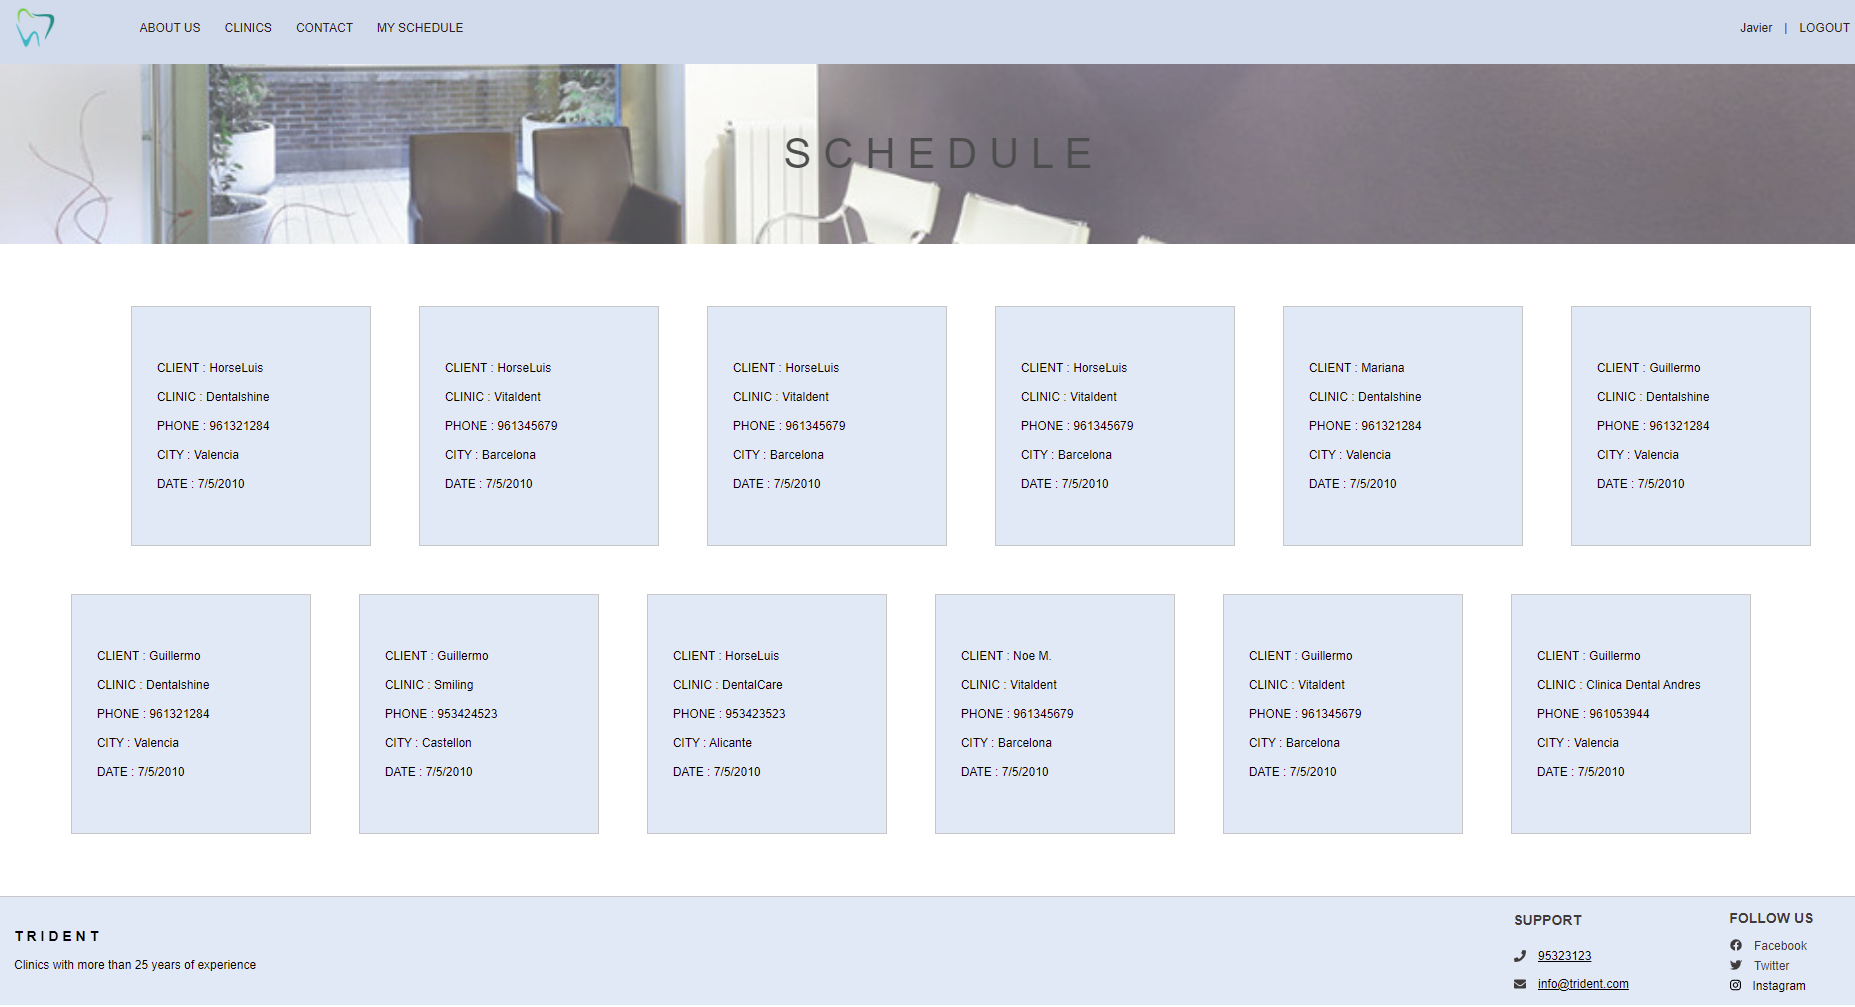 ABOUT US CLINICS CONTACT MY SCHEDULE Javier | LOGOUT
SCHEDULE
CLIENT : HorseLuis
CLINIC : Dentalshine
PHONE : 961321284
CITY : Valencia
DATE : 7/5/2010
CLIENT : HorseLuis
CLINIC : Vitaldent
PHONE : 961345679
CITY : Barcelona
DATE : 7/5/2010
CLIENT : HorseLuis
CLINIC : Vitaldent
PHONE : 961345679
CITY : Barcelona
DATE : 7/5/2010
CLIENT : HorseLuis
CLINIC : Vitaldent
PHONE : 961345679
CITY : Barcelona
DATE : 7/5/2010
CLIENT : Mariana
CLINIC : Dentalshine
PHONE : 961321284
CITY : Valencia
DATE : 7/5/2010
CLIENT : Guillermo
CLINIC : Dentalshine
PHONE : 961321284
CITY : Valencia
DATE : 7/5/2010
CLIENT : Guillermo
CLINIC : Dentalshine
PHONE : 961321284
CITY : Valencia
DATE : 7/5/2010
CLIENT : Guillermo
CLINIC : Smiling
PHONE : 953424523
CITY : Castellon
DATE : 7/5/2010
CLIENT : HorseLuis
CLINIC : DentalCare
PHONE : 953423523
CITY : Alicante
DATE : 7/5/2010
CLIENT : Noe M.
CLINIC : Vitaldent
PHONE : 961345679
CITY : Barcelona
DATE : 7/5/2010
CLIENT : Guillermo
CLINIC : Vitaldent
PHONE : 961345679
CITY : Barcelona
DATE : 7/5/2010
CLIENT : Guillermo
CLINIC : Clinica Dental Andres
PHONE : 961053944
CITY : Valencia
DATE : 7/5/2010
TRIDENT
Clinics with more than 25 years of experience
SUPPORT
95323123
info@trident.com
FOLLOW US
Facebook
Twitter
Instagram